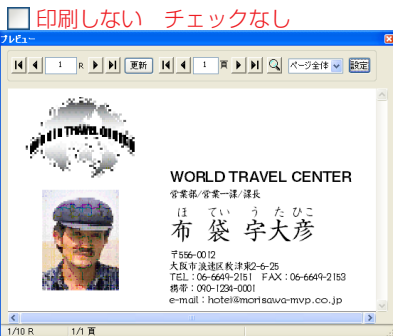 印刷しない　チェックなし
プレビュー
1 R 更新 1 頁 ページ全体 設定
WORLD TRAVEL CENTER
WORLD TRAVEL CENTER
営業部/営業一課/課長
ほ てい う たひこ
布 袋 宇大彦
〒556-0012
大阪市浪速区敷津東2-6-25
TEL:06-6649-2151 FAX:06-6649-2153
携帯:090-1234-0001
e-mail:hotei@morisawa-mvp.co.jp
1/10 R 1/1 頁